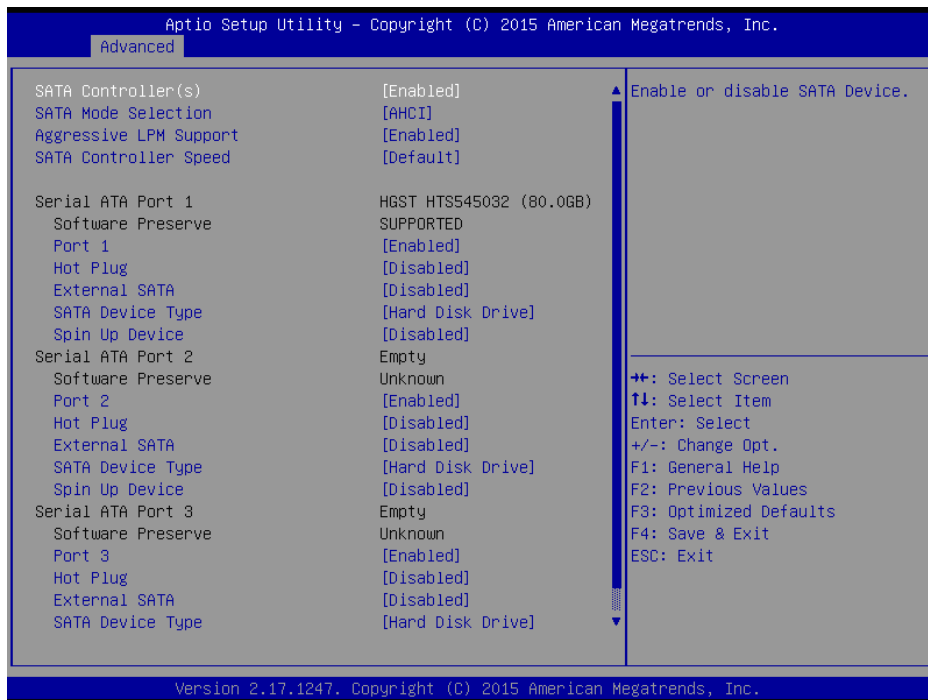 Aptio Setup Utility – Copyright (C) 2015 American Megatrends, Inc.
Advanced
SATA Controller(s) [Enabled]
SATA Mode Selection [AHCI]
Aggressive LPM Support [Enabled]
SATA Controller Speed [Default]
Serial ATA Port 1 HGST HTS545032 (80.0GB)
Software Preserve SUPPORTED
Port 1 [Enabled]
Hot Plug [Disabled]
External SATA [Disabled]
SATA Device Type [Hard Disk Drive]
Spin Up Device [Disabled]
Serial ATA Port 2 Empty
Software Preserve Unknown
Port 2 [Enabled]
Hot Plug [Disabled]
External SATA [Disabled]
SATA Device Type [Hard Disk Drive]
Spin Up Device [Disabled]
Serial ATA Port 3 Empty
Software Preserve Unknown
Port 3 [Enabled]
Hot Plug [Disabled]
External SATA [Disabled]
SATA Device Type [Hard Disk Drive]
Enable or disable SATA Device.
→←: Select Screen
↑↓: Select Item
Enter: Select
+/-: Change Opt.
F1: General Help
F2: Previous Values
F3: Optimized Defaults
F4: Save & Exit
ESC: Exit
Version 2.17.1247. Copyright (C) 2015 American Megatrends, Inc.